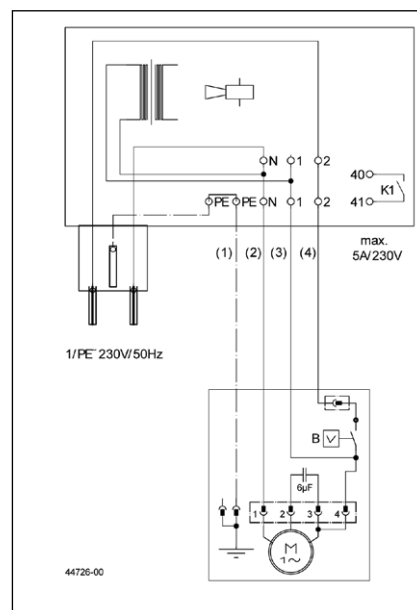 N 1 2
40
K1
41
PE PE N 1 2
(1) (2) (3) (4)
max.
5A/230V
1/PE~230V/50Hz
B
6µF
1 2 3 4
M
1~
44726-00